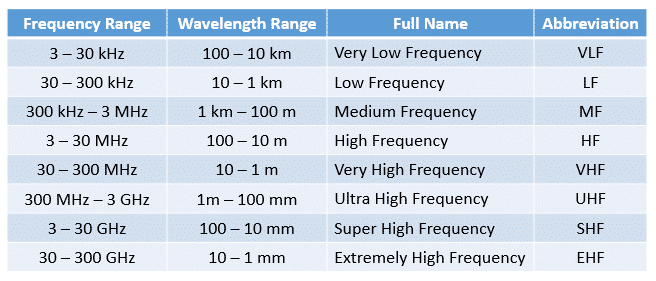 Frequency Range Wavelength Range Full Name Abbreviation
3 – 30 kHz 100 – 10 km Very Low Frequency VLF
30 – 300 kHz 10 – 1 km Low Frequency LF
300 kHz – 3 MHz 1 km – 100 m Medium Frequency MF
3 – 30 MHz 100 – 10 m High Frequency HF
30 – 300 MHz 10 – 1 m Very High Frequency VHF
300 MHz – 3 GHz 1m – 100 mm Ultra High Frequency UHF
3 – 30 GHz 100 – 10 mm Super High Frequency SHF
30 – 300 GHz 10 – 1 mm Extremely High Frequency EHF